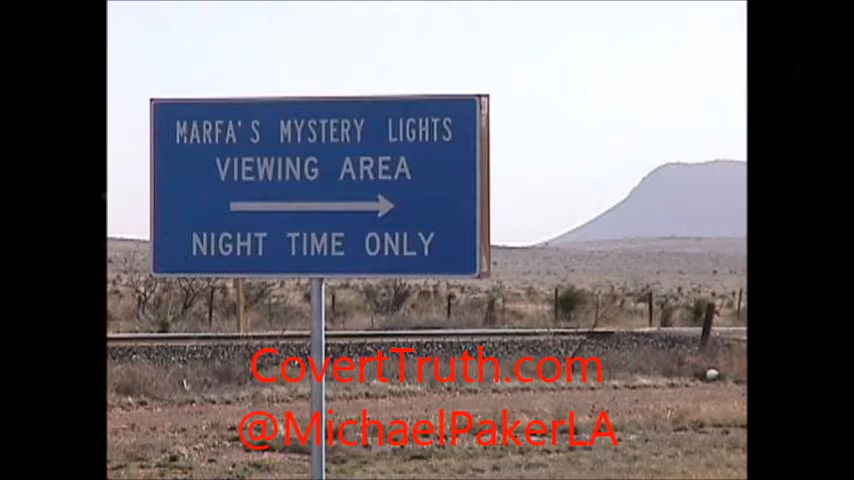 MARFA'S MYSTERY LIGHTS
VIEWING AREA
NIGHT TIME ONLY
CovertTruth.com
@MichaelPakerLA